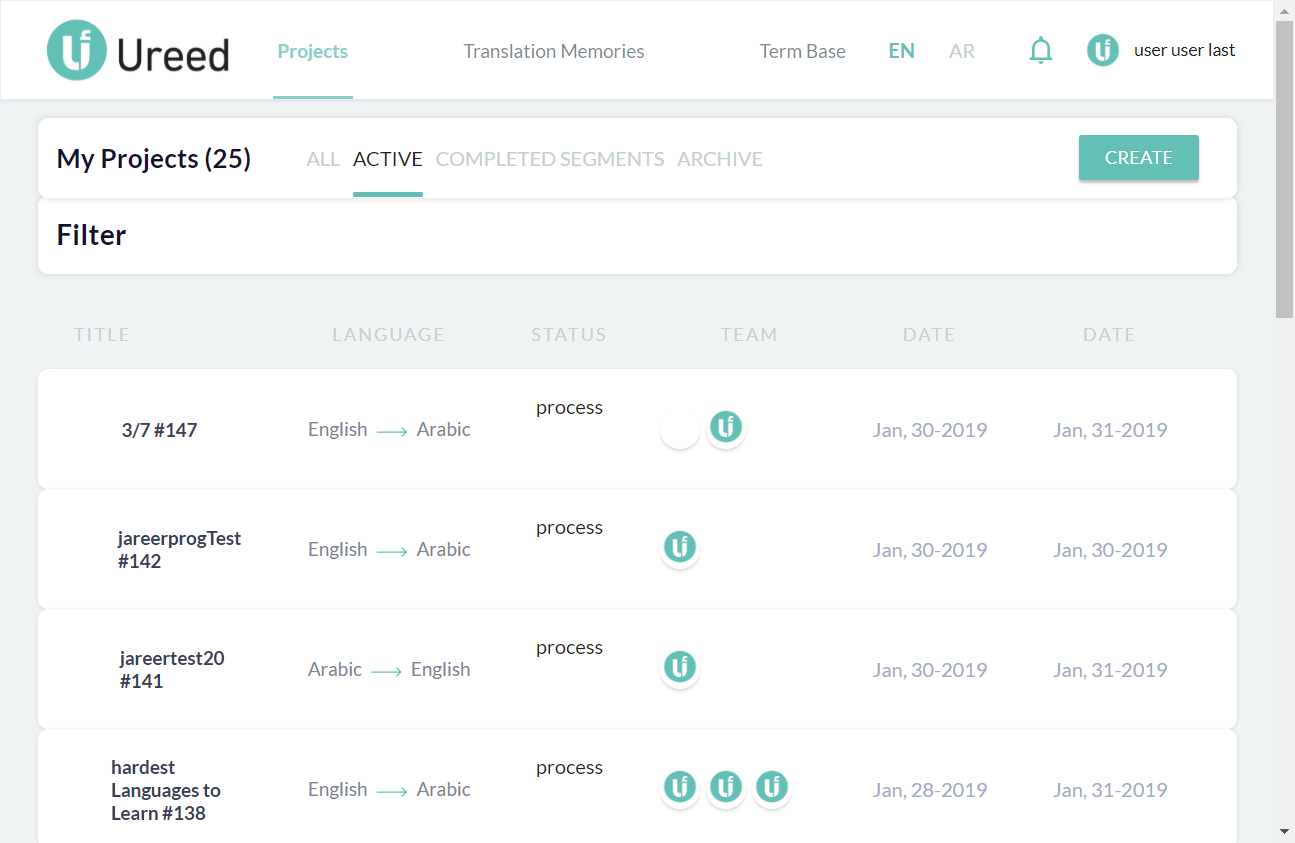 Ureed
Projects
Translation Memories
Term Base
EN
AR
user user last
My Projects (25)
ALL
ACTIVE
COMPLETED SEGMENTS
ARCHIVE
CREATE
Filter
TITLE
LANGUAGE
STATUS
TEAM
DATE
DATE
3/7 #147
English
Arabic
process
Jan, 30-2019
Jan, 31-2019
jareerprogTest
#142
English
Arabic
process
Jan, 30-2019
Jan, 30-2019
jareertest20
#141
Arabic
English
process
Jan, 30-2019
Jan, 31-2019
hardest
Languages to
Learn #138
English
Arabic
process
Jan, 28-2019
Jan, 31-2019